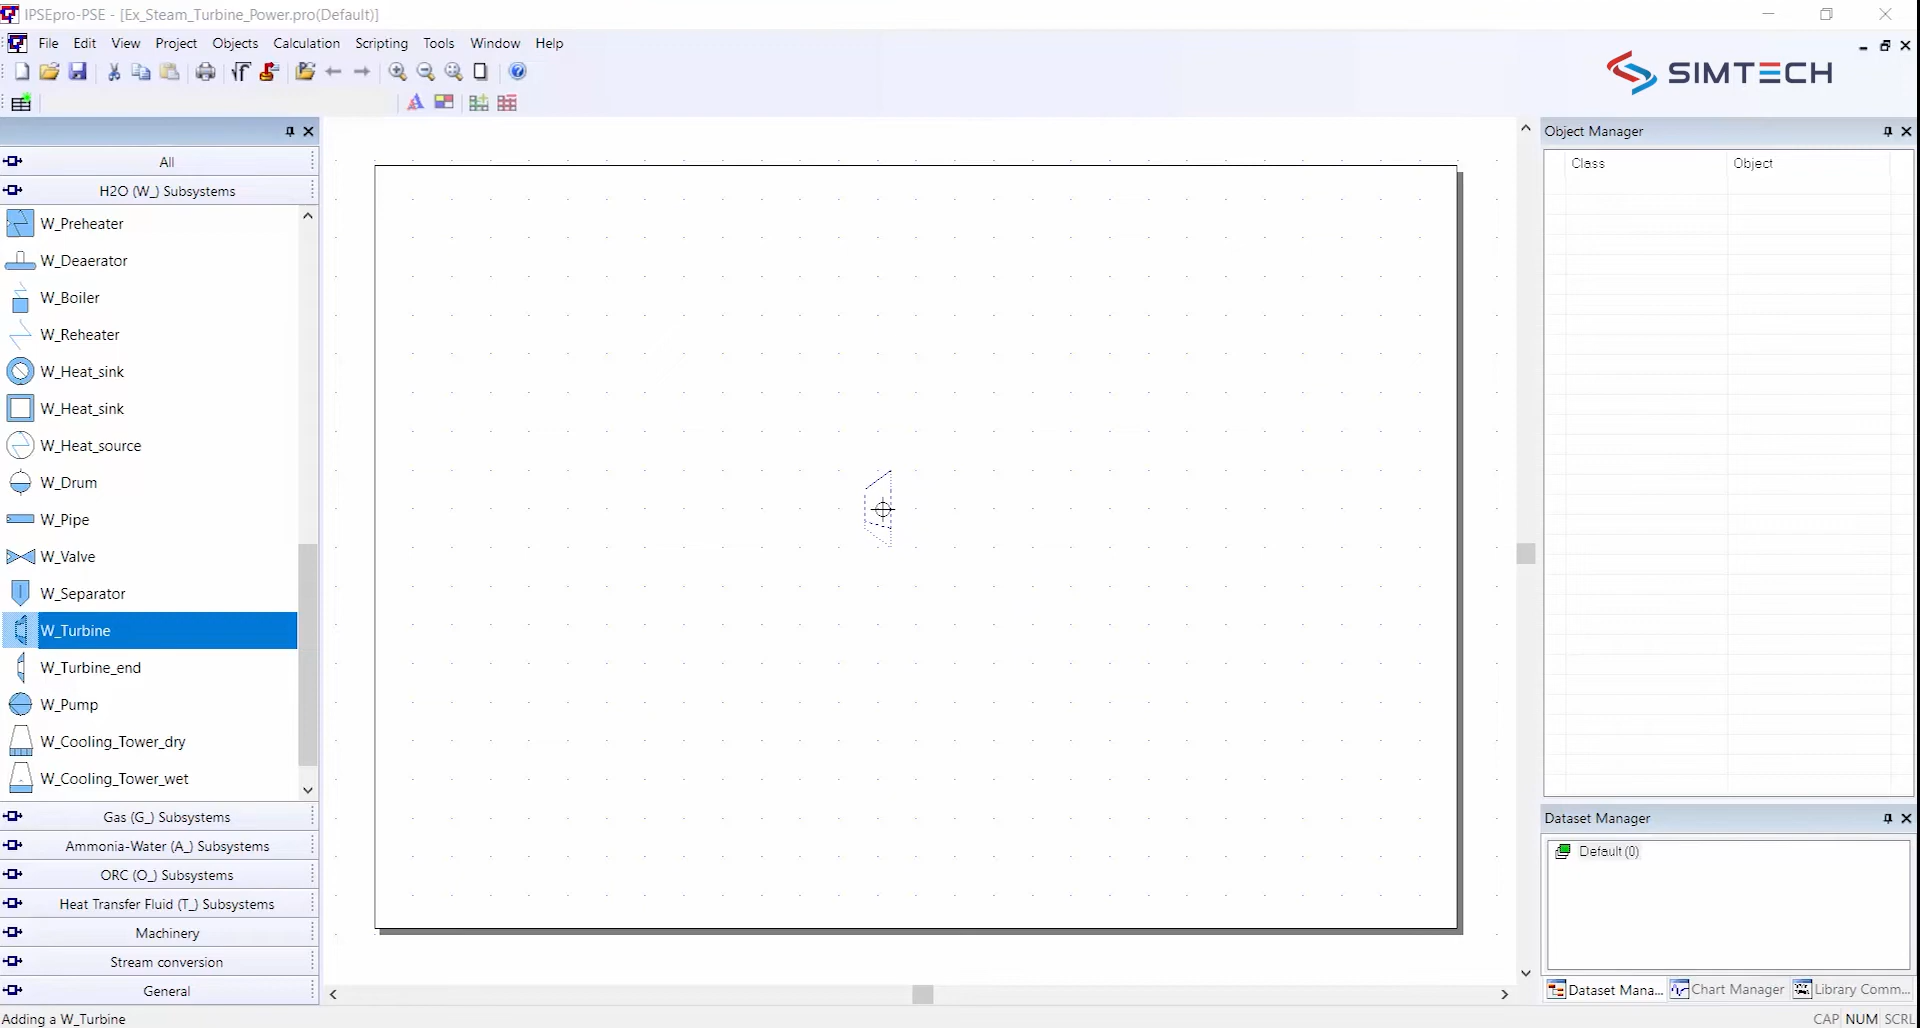 IPSEpro-PSE - [Ex_Steam_Turbine_Power.pro(Default)]
File Edit View Project Objects Calculation Scripting Tools Window Help
SIMTECH
All
H2O (W_) Subsystems
W_Preheater
W_Deaerator
W_Boiler
W_Reheater
W_Heat_sink
W_Heat_sink
W_Heat_source
W_Drum
W_Pipe
W_Valve
W_Separator
W_Turbine
W_Turbine_end
W_Pump
W_Cooling_Tower_dry
W_Cooling_Tower_wet
Gas (G_) Subsystems
Ammonia-Water (A_) Subsystems
ORC (O_) Subsystems
Heat Transfer Fluid (T_) Subsystems
Machinery
Stream conversion
General
Adding a W_Turbine
Object Manager
Class Object
Dataset Manager
Default (0)
Dataset Mana... Chart Manager Library Comm...
CAP NUM SCRL